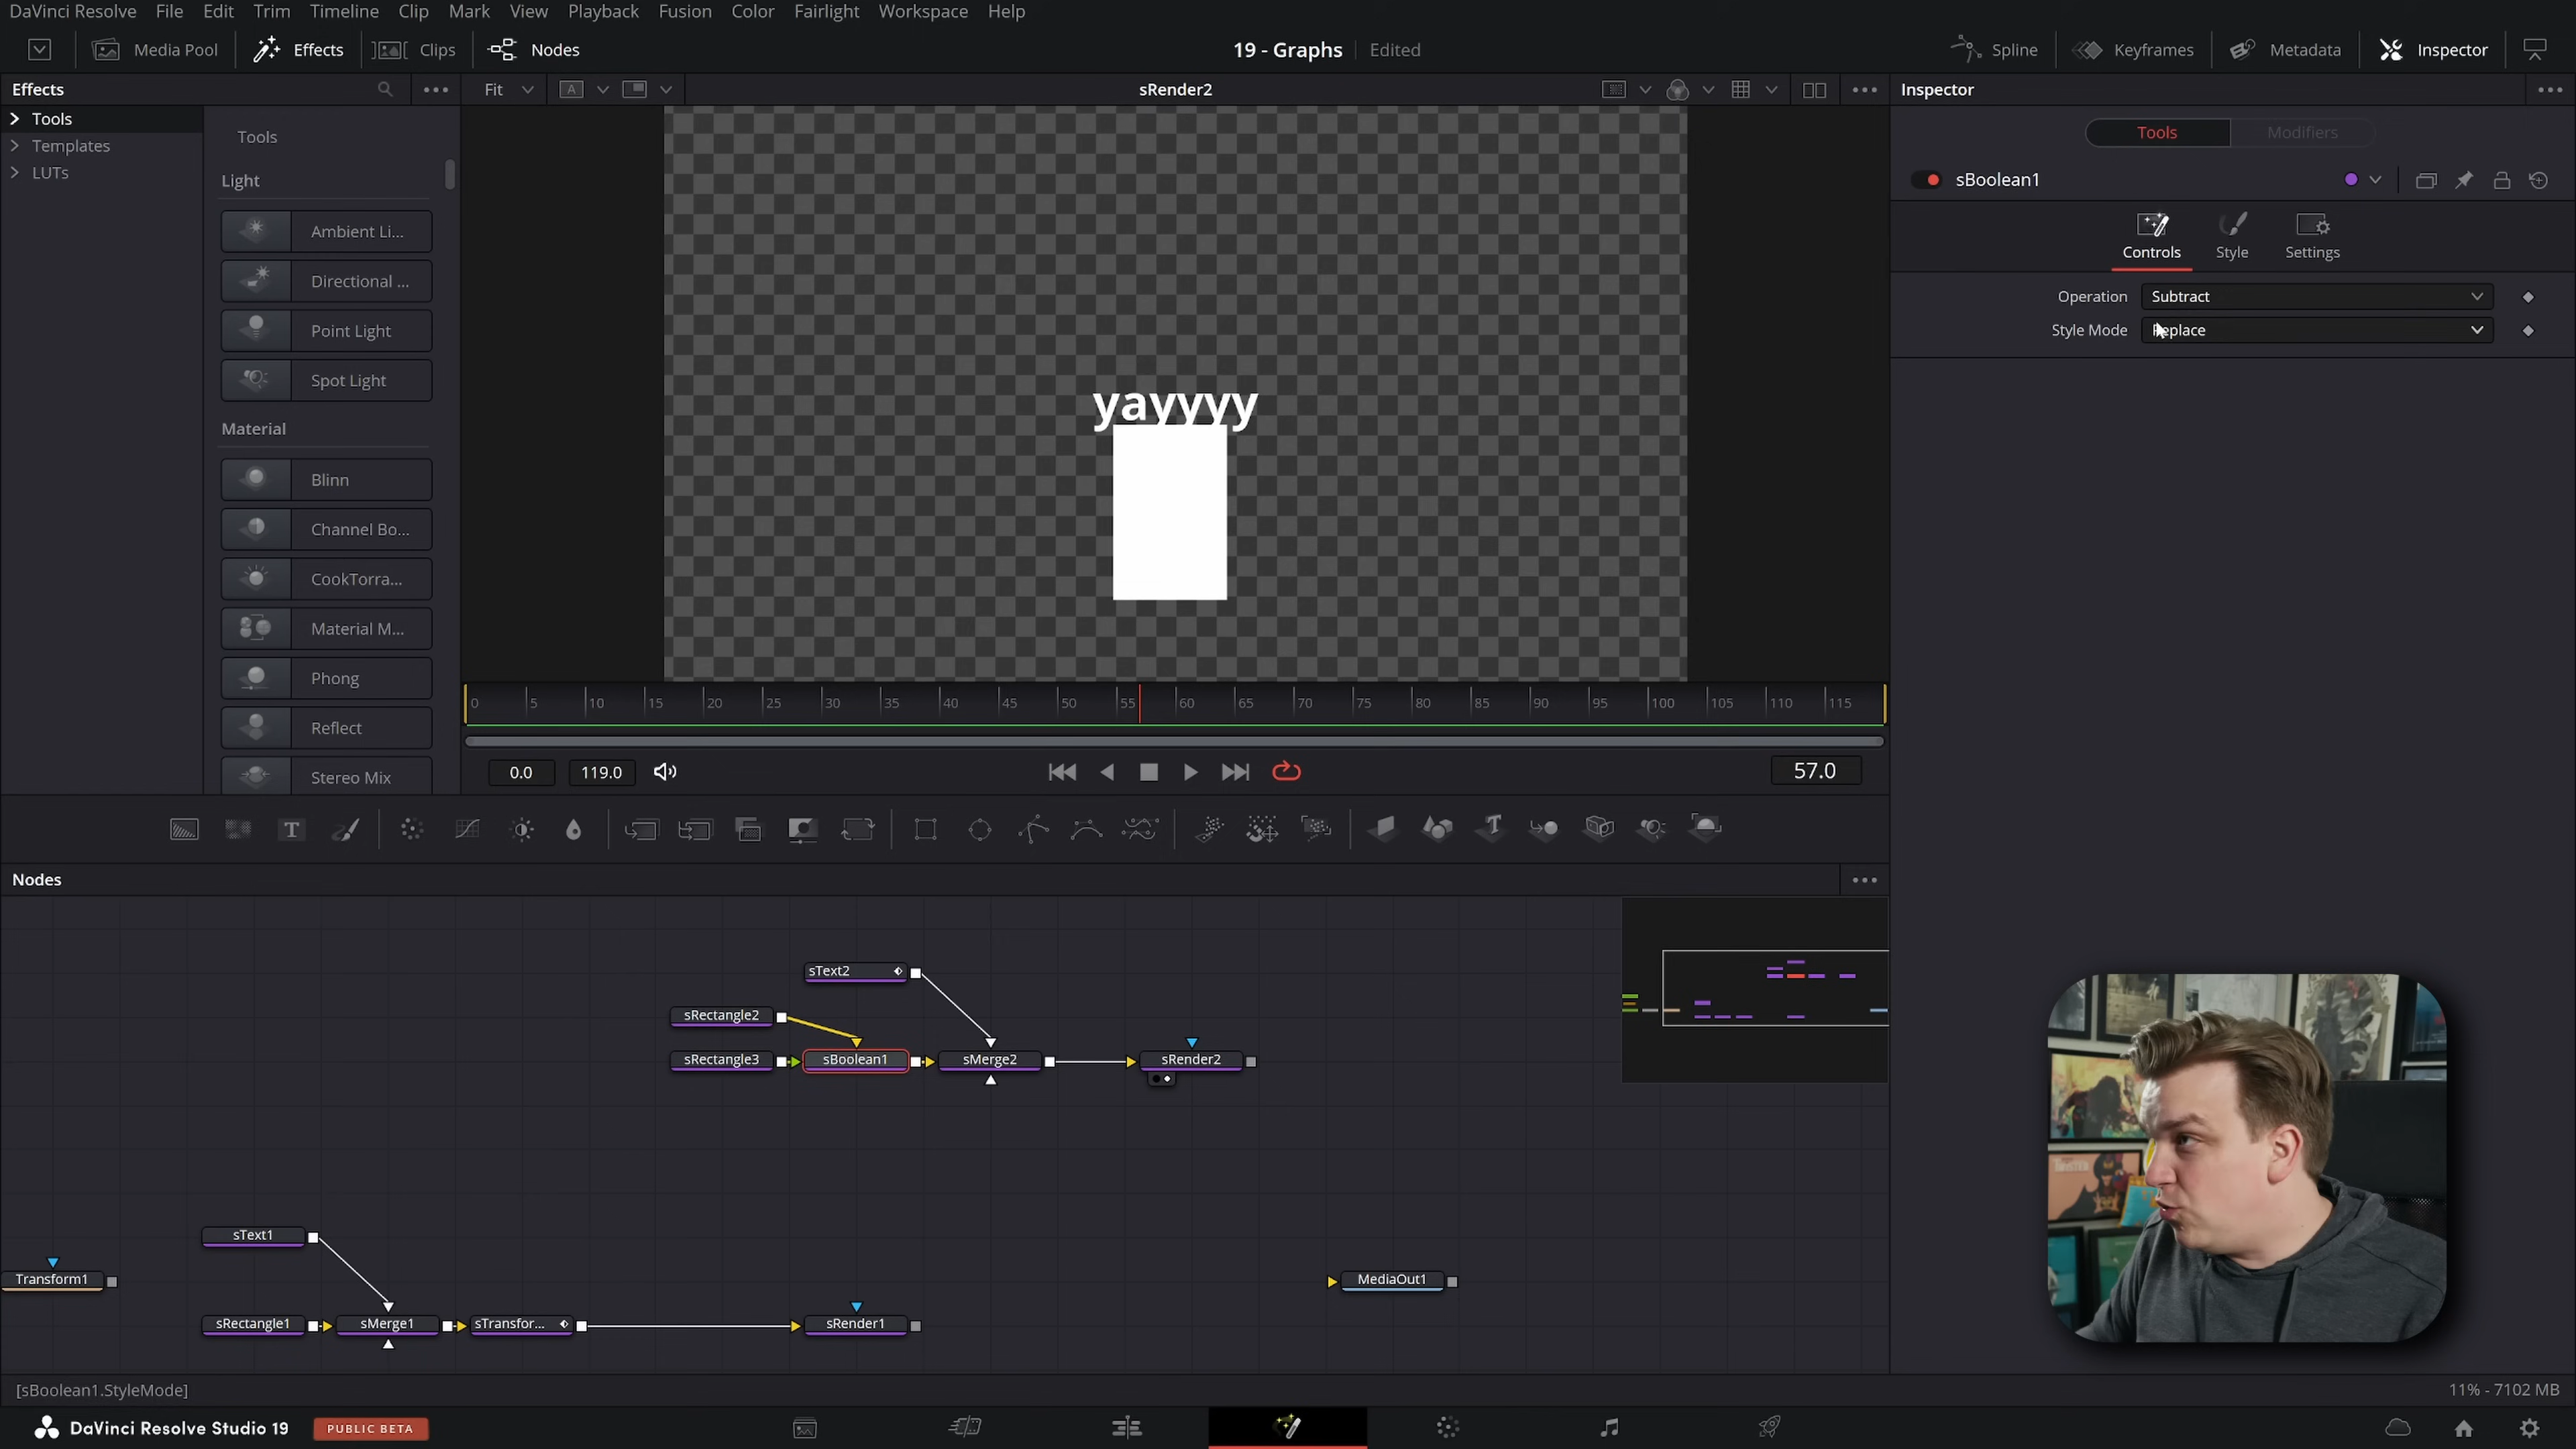 DaVinci Resolve File Edit Trim Timeline Clip Mark View Playback Fusion Color Fairlight Workspace Help
Media Pool Effects Clips Nodes 19 - Graphs Edited Spline Keyframes Metadata Inspector
Effects Fit A sRender2 Inspector
Tools
Templates
LUTs
Tools
Light
Ambient Li...
Directional ...
Point Light
Spot Light
Material
Blinn
Channel Bo...
CookTorra...
Material M...
Phong
Reflect
Stereo Mix
yayyyy
0 5 10 15 20 25 30 35 40 45 50 55 60 65 70 75 80 85 90 95 100 105 110 115
0.0 119.0 57.0
Tools Modifiers
sBoolean1
Controls Style Settings
Operation Subtract
Style Mode Replace
T
Nodes
sText2
sRectangle2
sRectangle3 sBoolean1 sMerge2 sRender2
sText1
Transform1 MediaOut1
sRectangle1 sMerge1 sTransfor... sRender1
[sBoolean1.StyleMode] 11% - 7102 MB
DaVinci Resolve Studio 19 PUBLIC BETA